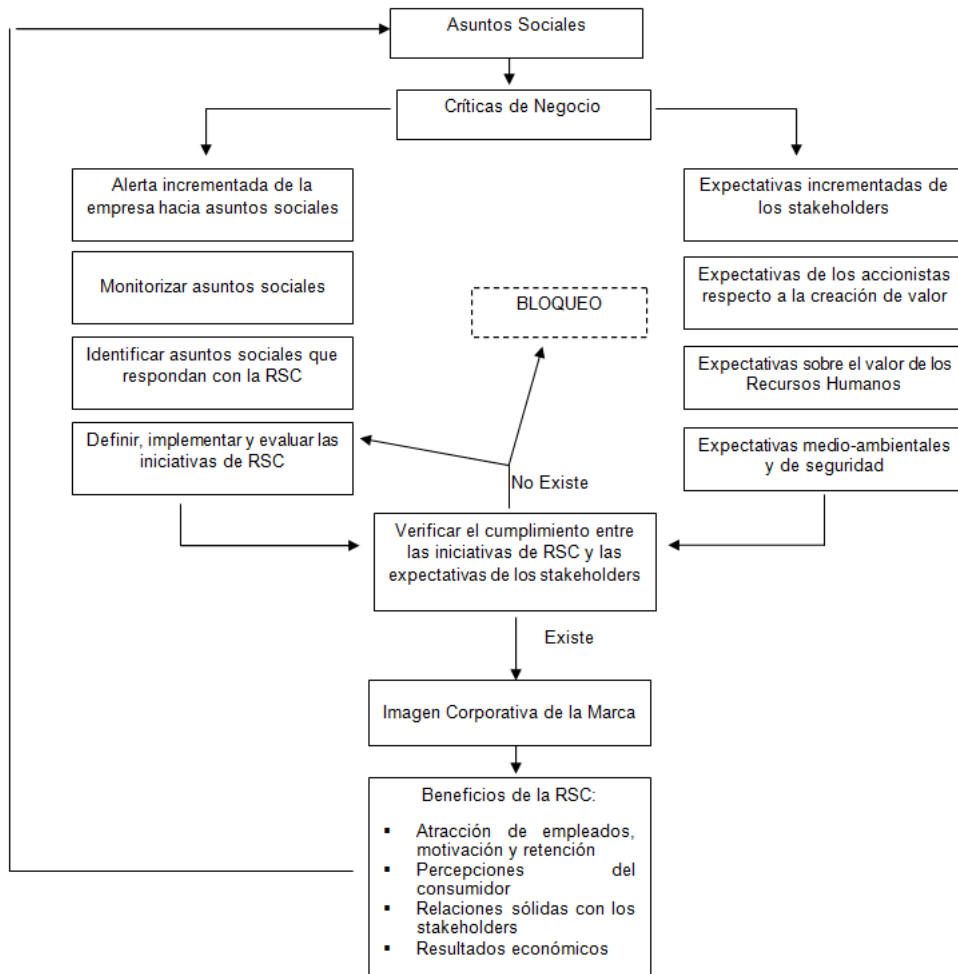 Asuntos Sociales
Críticas de Negocio
Alerta incrementada de la
empresa hacia asuntos sociales
Monitorizar asuntos sociales
Identificar asuntos sociales que
respondan con la RSC
Definir, implementar y evaluar las
iniciativas de RSC
Expectativas incrementadas de
los stakeholders
Expectativas de los accionistas
respecto a la creación de valor
Expectativas sobre el valor de los
Recursos Humanos
Expectativas medio-ambientales
y de seguridad
BLOQUEO
No Existe
Verificar el cumplimiento entre
las iniciativas de RSC y las
expectativas de los stakeholders
Existe
Imagen Corporativa de la Marca
Beneficios de la RSC:
▪ Atracción de empleados,
motivación y retención
▪ Percepciones del
consumidor
▪ Relaciones sólidas con los
stakeholders
▪ Resultados económicos